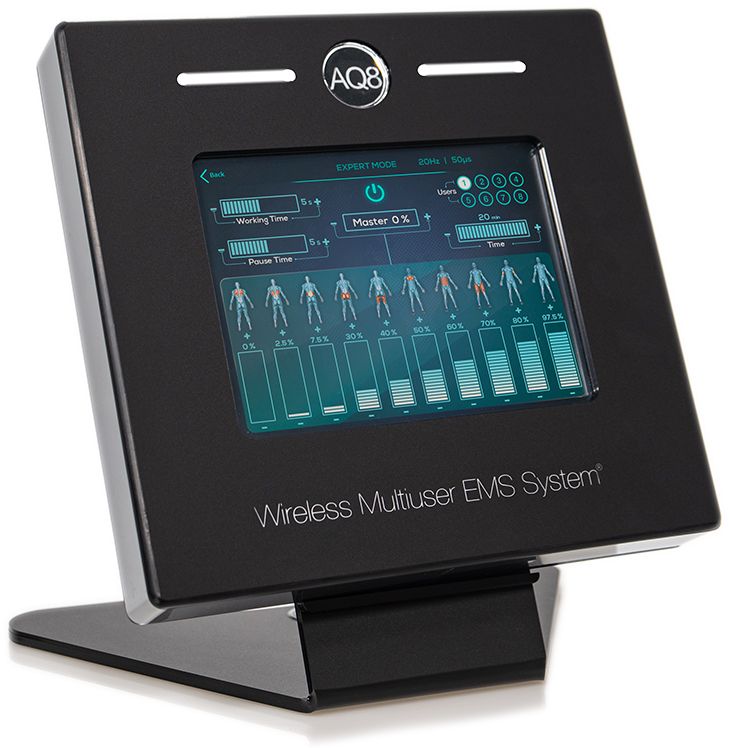 AQ8
Back
EXPERT MODE
20Hz | 50µs
Users
1 2 3 4
5 6 7 8
- 5s +
Working Time
- Master 0 % +
20 min
- +
Time
- 5s +
Pause Time
+ + + + + + + + + +
0 % 2.5 % 7.5 % 30 % 40 % 50 % 60 % 70% 80 % 97.5 %
- - - - - - - - - -
Wireless Multiuser EMS System®